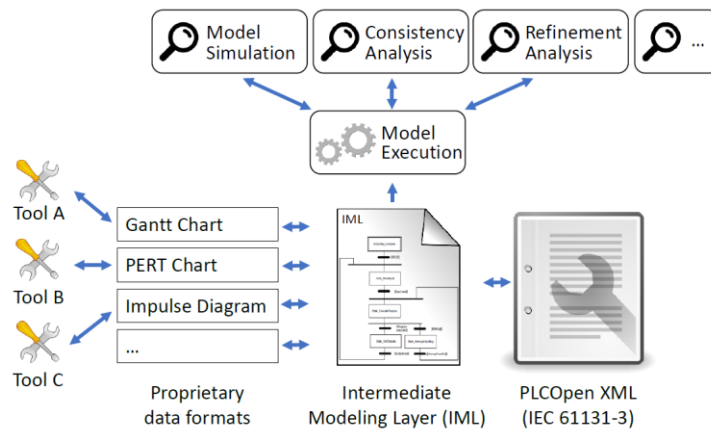 Model
Simulation
Consistency
Analysis
Refinement
Analysis
...
Model
Execution
Tool A
Tool B
Tool C
Gantt Chart
PERT Chart
Impulse Diagram
...
IML
Proprietary
data formats
Intermediate
Modeling Layer (IML)
PLCOpen XML
(IEC 61131-3)